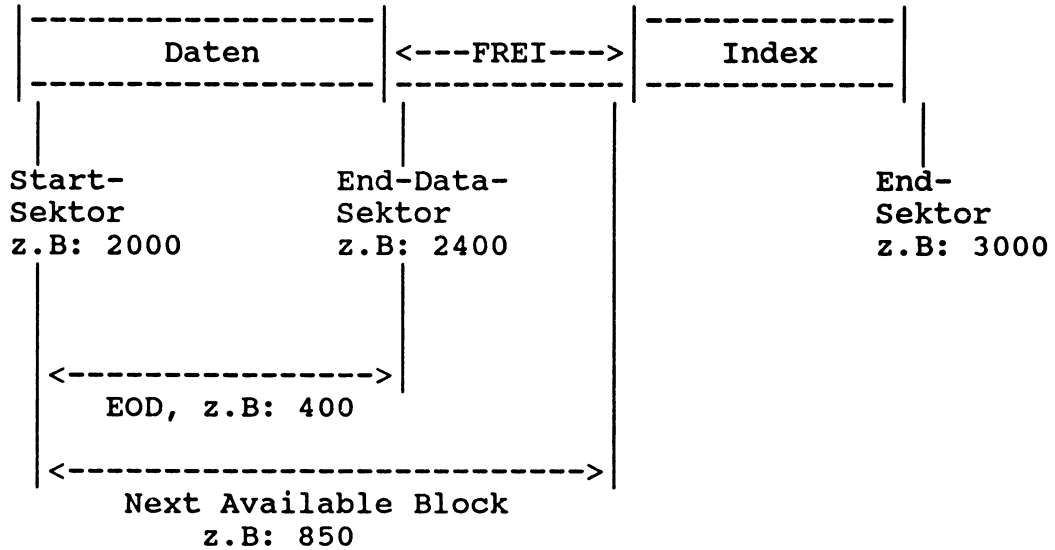 Daten <---FREI---> Index
Start- End-Data- End-
Sektor Sektor Sektor
z.B: 2000 z.B: 2400 z.B: 3000
<----------------->
EOD, z.B: 400
<---------------------------->
Next Available Block
z.B: 850